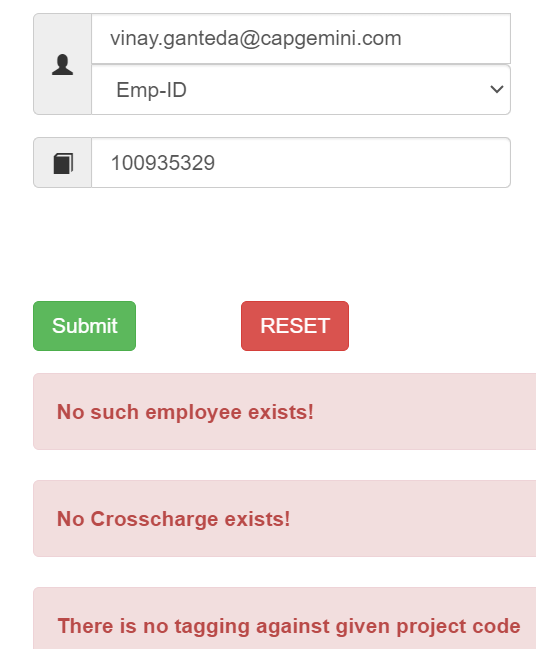 vinay.ganteda@capgemini.com
Emp-ID
100935329
Submit
RESET
No such employee exists!
No Crosscharge exists!
There is no tagging against given project code